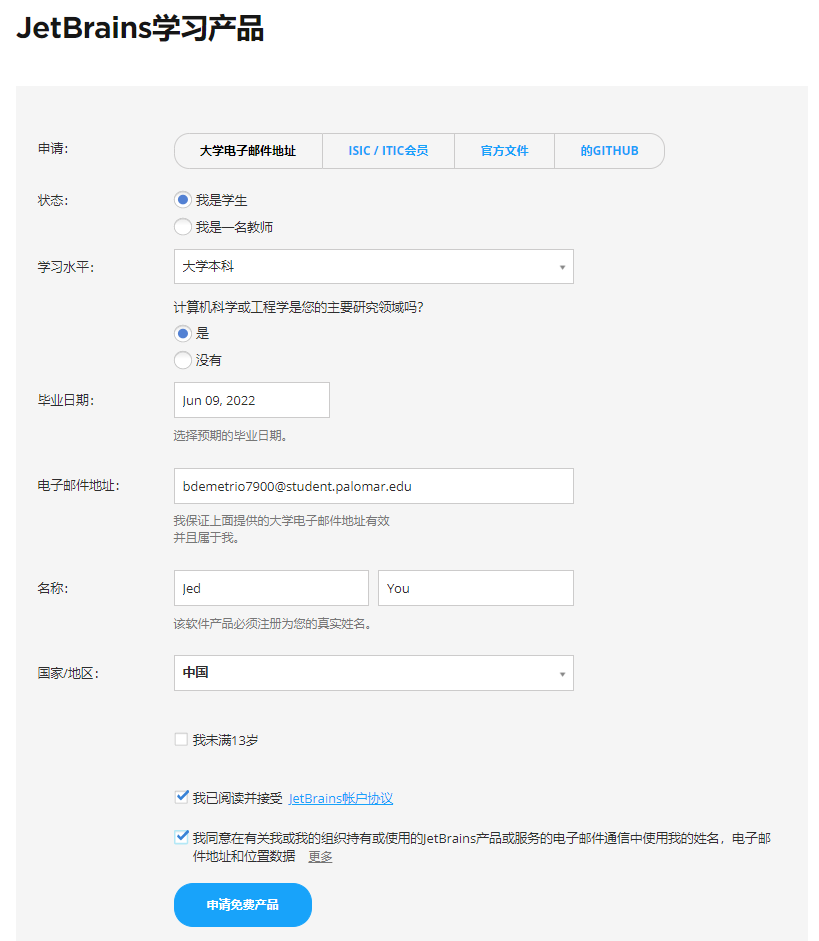 JetBrains学习产品
申请：
大学电子邮件地址
ISIC / ITIC会员
官方文件
的GITHUB
状态：
我是学生
我是一名教师
学习水平：
大学本科
计算机科学或工程学是您的主要研究领域吗？
是
没有
毕业日期：
Jun 09, 2022
选择预期的毕业日期。
电子邮件地址：
bdemetrio7900@student.palomar.edu
我保证上面提供的大学电子邮件地址有效
并且属于我。
名称：
Jed
You
该软件产品必须注册为您的真实姓名。
国家/地区：
中国
我未满13岁
我已阅读并接受 JetBrains帐户协议
我同意在有关我或我的组织持有或使用的JetBrains产品或服务的电子邮件通信中使用我的姓名，电子邮
件地址和位置数据 更多
申请免费产品